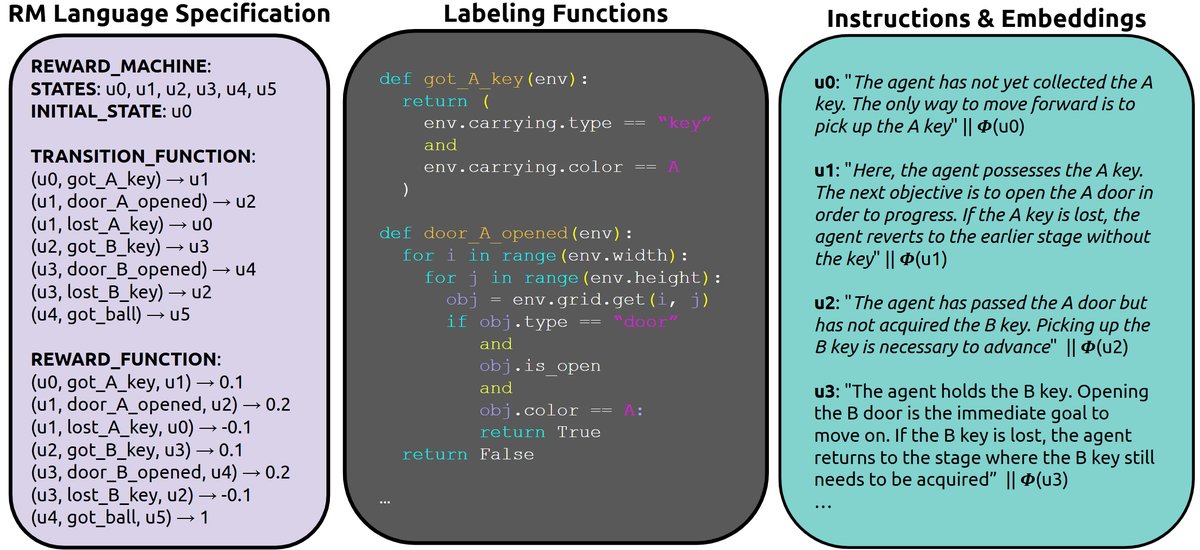 RM Language Specification
REWARD_MACHINE:
STATES: u0, u1, u2, u3, u4, u5
INITIAL_STATE: u0
TRANSITION_FUNCTION:
(u0, got_A_key) → u1
(u1, door_A_opened) → u2
(u1, lost_A_key) → u0
(u2, got_B_key) → u3
(u3, door_B_opened) → u4
(u3, lost_B_key) → u2
(u4, got_ball) → u5
REWARD_FUNCTION:
(u0, got_A_key, u1) → 0.1
(u1, door_A_opened, u2) → 0.2
(u1, lost_A_key, u0) → -0.1
(u2, got_B_key, u3) → 0.1
(u3, door_B_opened, u4) → 0.2
(u3, lost_B_key, u2) → -0.1
(u4, got_ball, u5) → 1
Labeling Functions
def got_A_key(env):
return (
env.carrying.type == “key”
and
env.carrying.color == A
)
def door_A_opened(env):
for i in range(env.width):
for j in range(env.height):
obj = env.grid.get(i, j)
if obj.type == “door”
and
obj.is_open
and
obj.color == A:
return True
return False
…
Instructions & Embeddings
u0: "The agent has not yet collected the A
key. The only way to move forward is to
pick up the A key" || Φ(u0)
u1: "Here, the agent possesses the A key.
The next objective is to open the A door in
order to progress. If the A key is lost, the
agent reverts to the earlier stage without
the key" || Φ(u1)
u2: "The agent has passed the A door but
has not acquired the B key. Picking up the
B key is necessary to advance" || Φ(u2)
u3: "The agent holds the B key. Opening
the B door is the immediate goal to
move on. If the B key is lost, the agent
returns to the stage where the B key still
needs to be acquired” || Φ(u3)
…